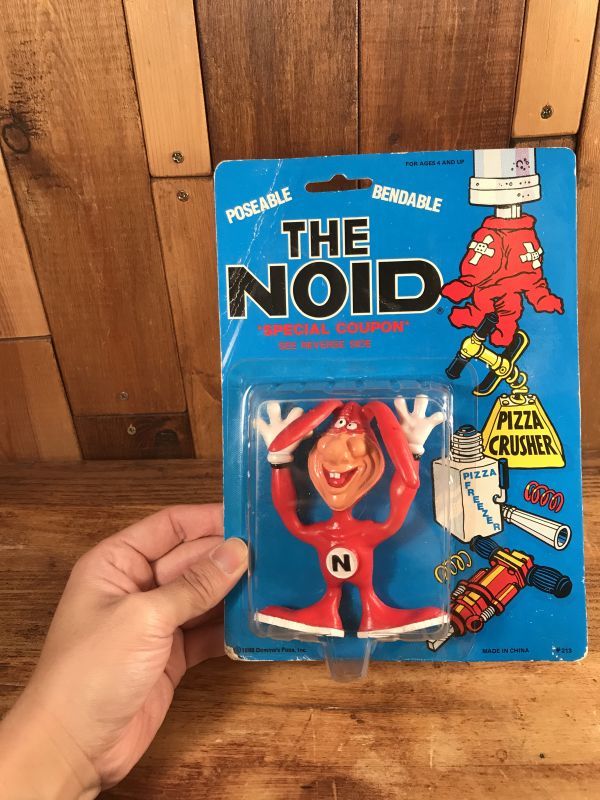 FOR AGES 4 AND UP
POSEABLE
BENDABLE
THE
NOID®
"SPECIAL COUPON"
SEE REVERSE SIDE
PIZZA
CRUSHER
PIZZA
FREEZER
N
© 1988 Domino's Pizza, Inc.
MADE IN CHINA
#213